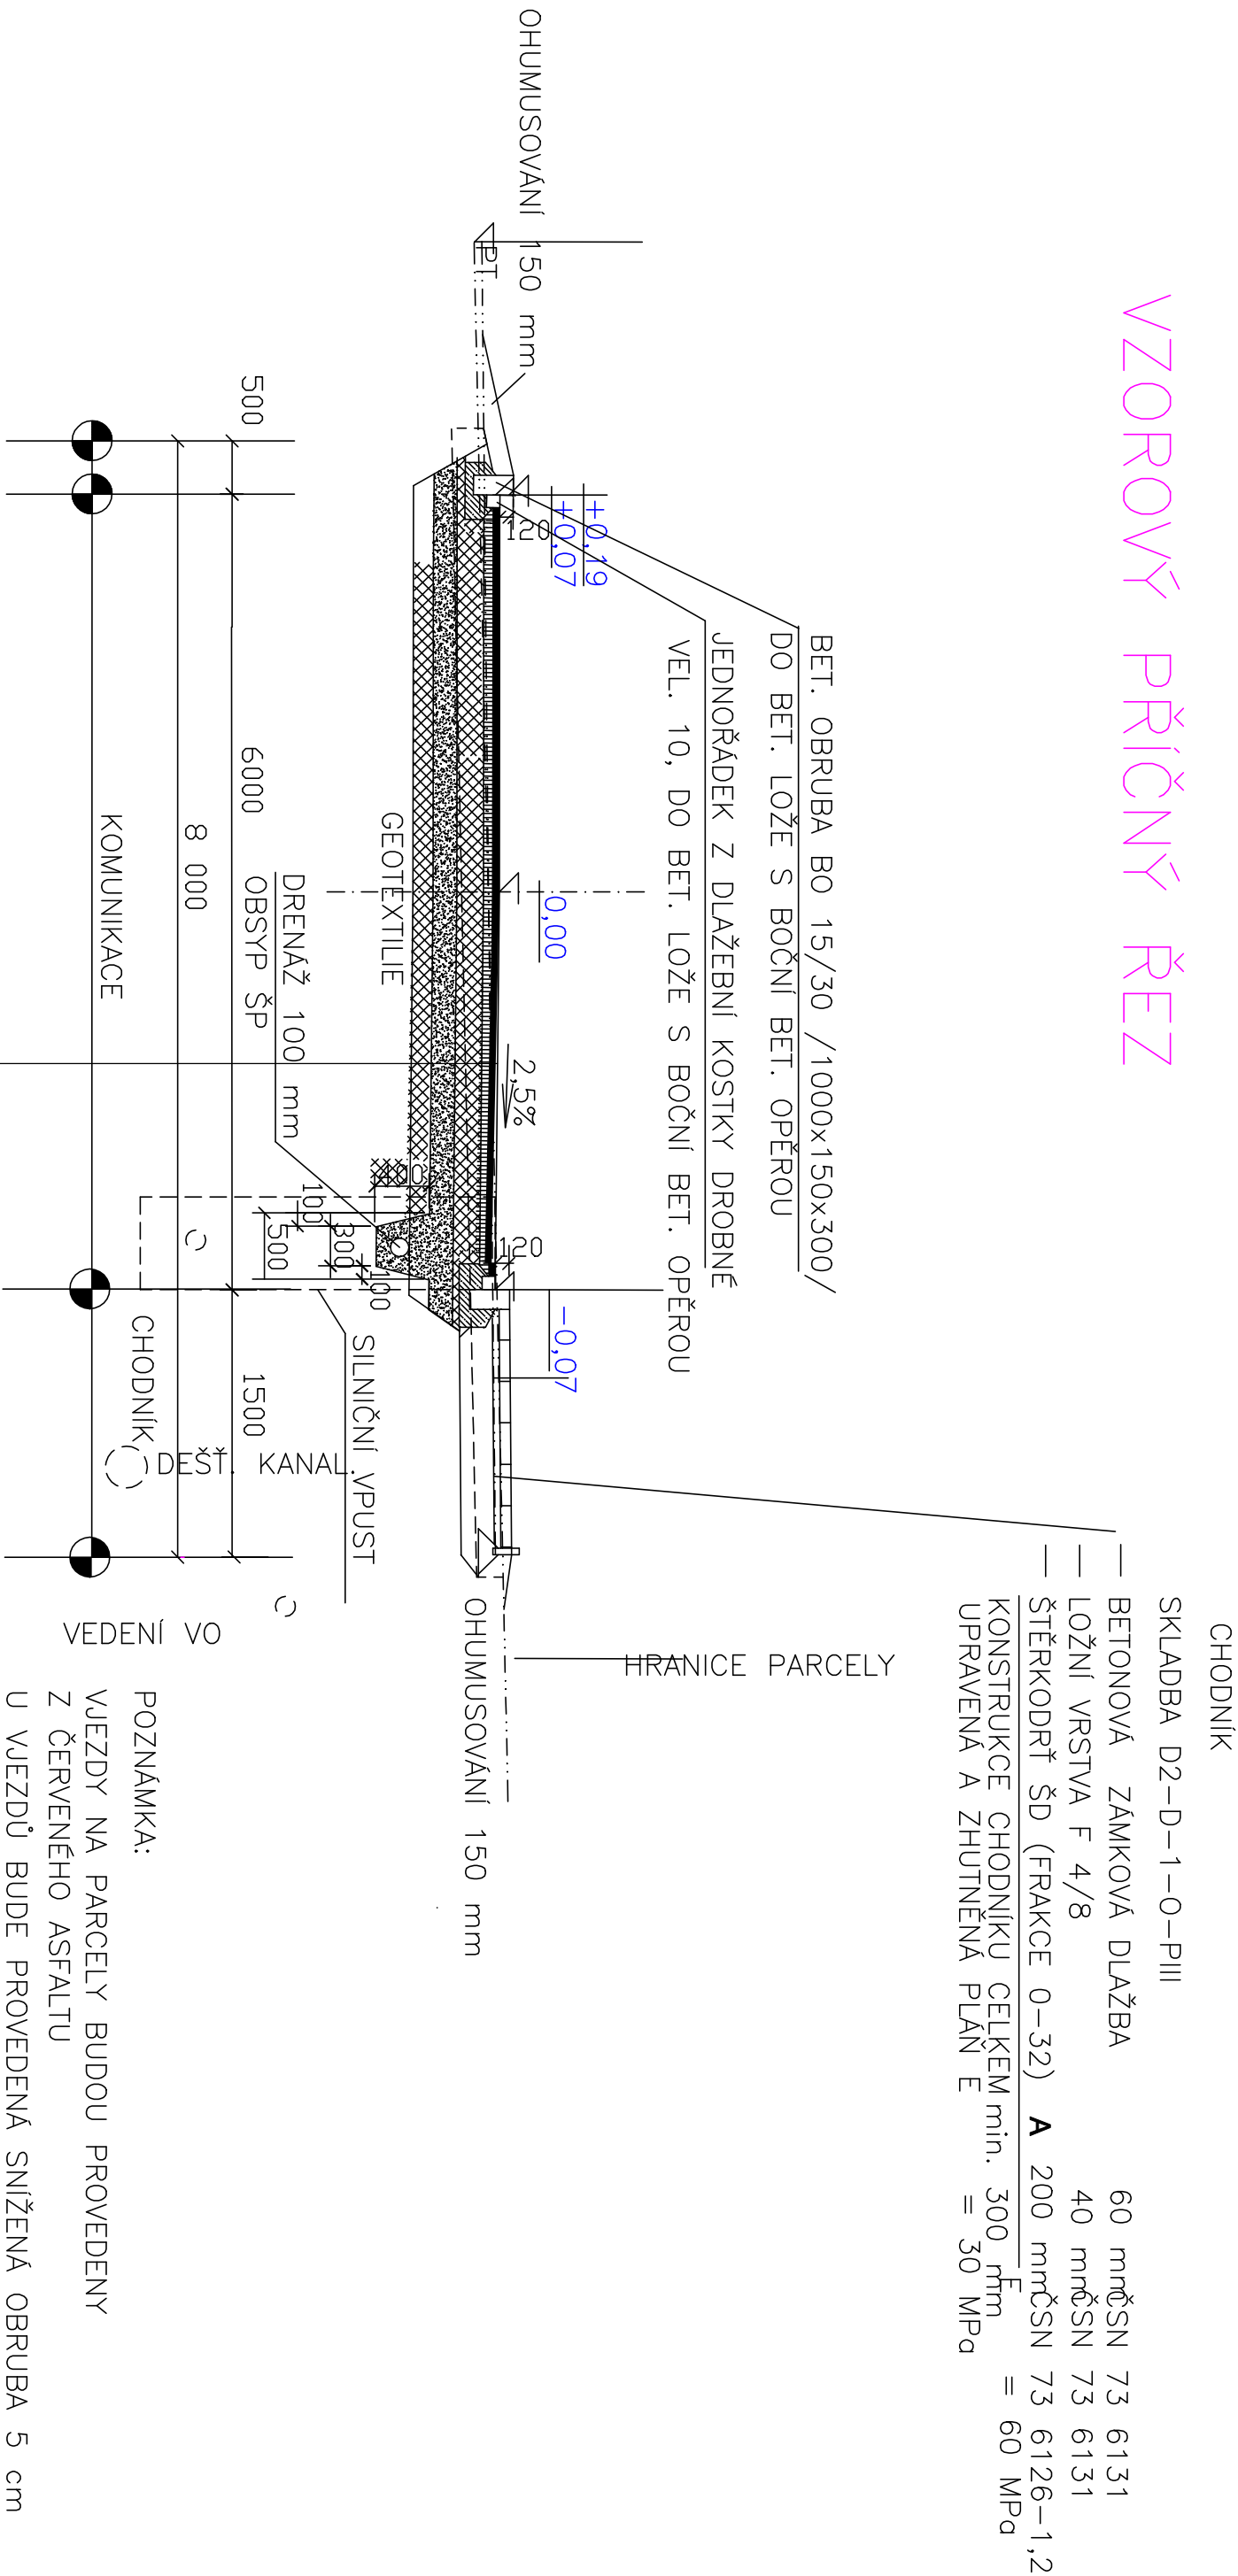 VZOROVÝ PŘÍČNÝ ŘEZ
CHODNÍK
SKLADBA D2-D-1-O-PIII
— BETONOVÁ ZÁMKOVÁ DLAŽBA 60 mm ČSN 73 6131
— LOŽNÍ VRSTVA F 4/8 40 mm ČSN 73 6131
— ŠTĚRKODRŤ ŠD (FRAKCE 0-32) A 200 mm ČSN 73 6126-1,2
KONSTRUKCE CHODNÍKU CELKEM min. 300 mm E = 60 MPa
UPRAVENÁ A ZHUTNĚNÁ PLÁŇ E = 30 MPa
BET. OBRUBA BO 15/30 /1000x150x300/
DO BET. LOŽE S BOČNÍ BET. OPĚROU
JEDNOŘÁDEK Z DLAŽEBNÍ KOSTKY DROBNÉ
VEL. 10, DO BET. LOŽE S BOČNÍ BET. OPĚROU
HRANICE PARCELY
+0,19
+0,07
0,00
-0,07
OHUMUSOVÁNÍ 150 mm
PT
120
2,5%
120
OHUMUSOVÁNÍ 150 mm
GEOTEXTILIE
400
DRENÁŽ 100 mm
OBSYP ŠP
100
300
100
500
SILNIČNÍ VPUST
500
6000
1500
8 000
DEŠŤ. KANAL.
KOMUNIKACE
CHODNÍK
VEDENÍ VO
POZNÁMKA:
VJEZDY NA PARCELY BUDOU PROVEDENY
Z ČERVENÉHO ASFALTU
U VJEZDŮ BUDE PROVEDENÁ SNÍŽENÁ OBRUBA 5 cm